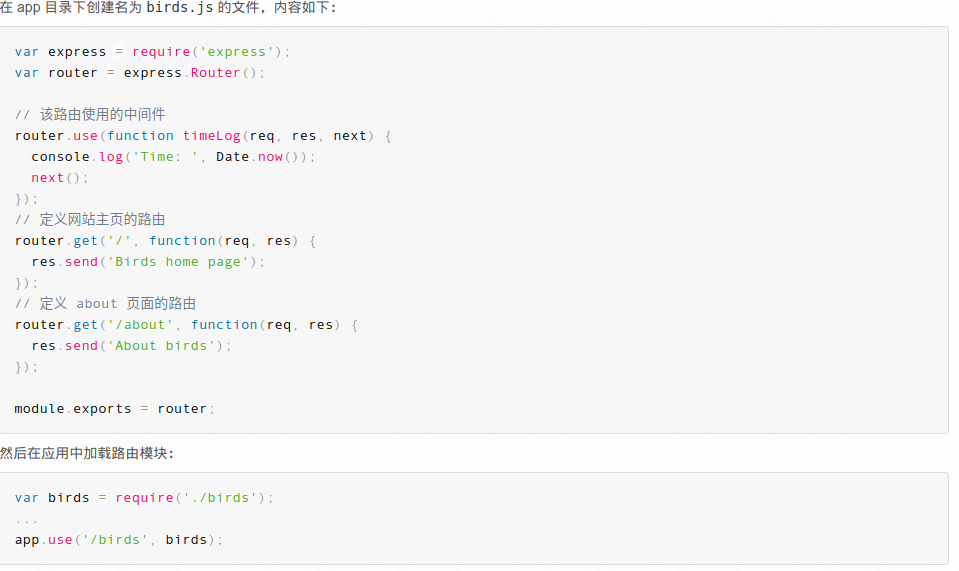 在 app 目录下创建名为 birds.js 的文件，内容如下：
var express = require('express');
var router = express.Router();
// 该路由使用的中间件
router.use(function timeLog(req, res, next) {
  console.log('Time: ', Date.now());
  next();
});
// 定义网站主页的路由
router.get('/', function(req, res) {
  res.send('Birds home page');
});
// 定义 about 页面的路由
router.get('/about', function(req, res) {
  res.send('About birds');
});
module.exports = router;
然后在应用中加载路由模块：
var birds = require('./birds');
...
app.use('/birds', birds);